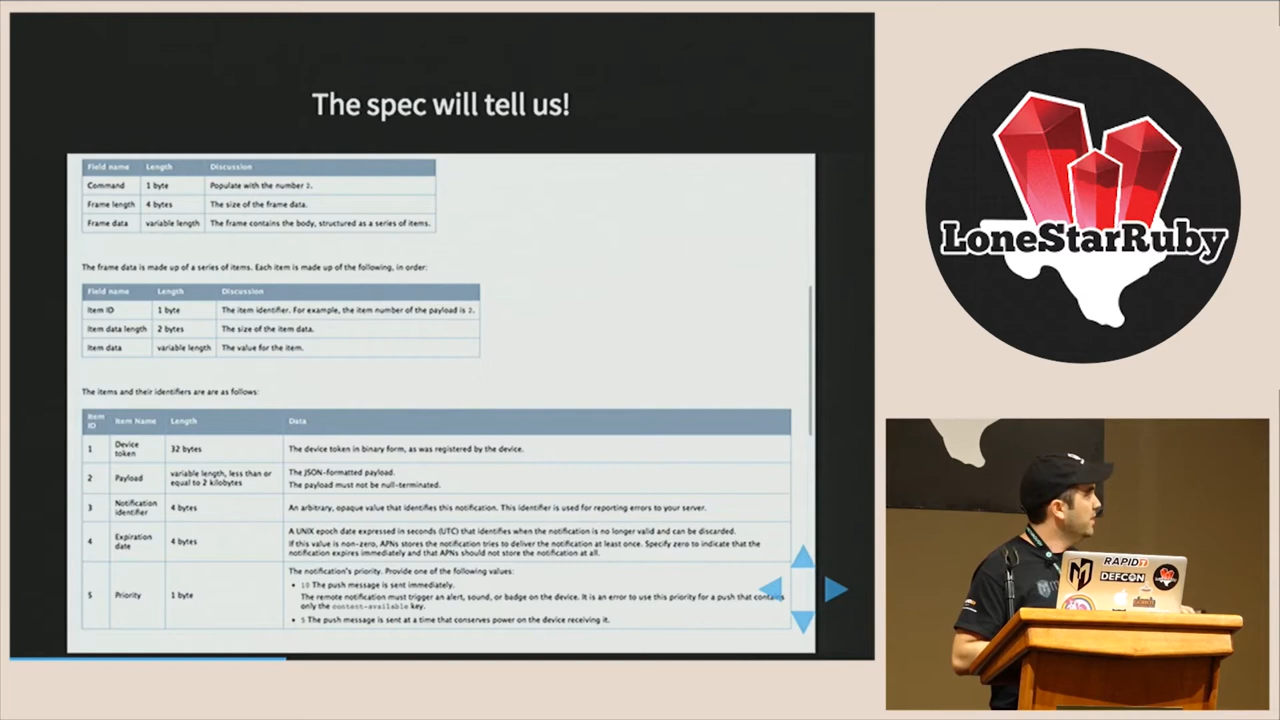 The spec will tell us!
Field name Length Discussion
Command 1 byte Populate with the number 2.
Frame length 4 bytes The size of the frame data.
Frame data variable length The frame contains the body, structured as a series of items.
The frame data is made up of a series of items. Each item is made up of the following, in order:
Field name Length Discussion
Item ID 1 byte The item identifier. For example, the item number of the payload is 2.
Item data length 2 bytes The size of the item data.
Item data variable length The value for the item.
The items and their identifiers are are as follows:
Item ID Item Name Length Data
1 Device token 32 bytes The device token in binary form, as was registered by the device.
2 Payload variable length, less than or equal to 2 kilobytes The JSON-formatted payload.
The payload must not be null-terminated.
3 Notification identifier 4 bytes An arbitrary, opaque value that identifies this notification. This identifier is used for reporting errors to your server.
4 Expiration date 4 bytes A UNIX epoch date expressed in seconds (UTC) that identifies when the notification is no longer valid and can be discarded.
If this value is non-zero, APNs stores the notification tries to deliver the notification at least once. Specify zero to indicate that the
notification expires immediately and that APNs should not store the notification at all.
5 Priority 1 byte The notification's priority. Provide one of the following values:
• 10 The push message is sent immediately.
The remote notification must trigger an alert, sound, or badge on the device. It is an error to use this priority for a push that contains
only the content-available key.
• 5 The push message is sent at a time that conserves power on the device receiving it.
LoneStarRuby
RAPID7
DEFCON